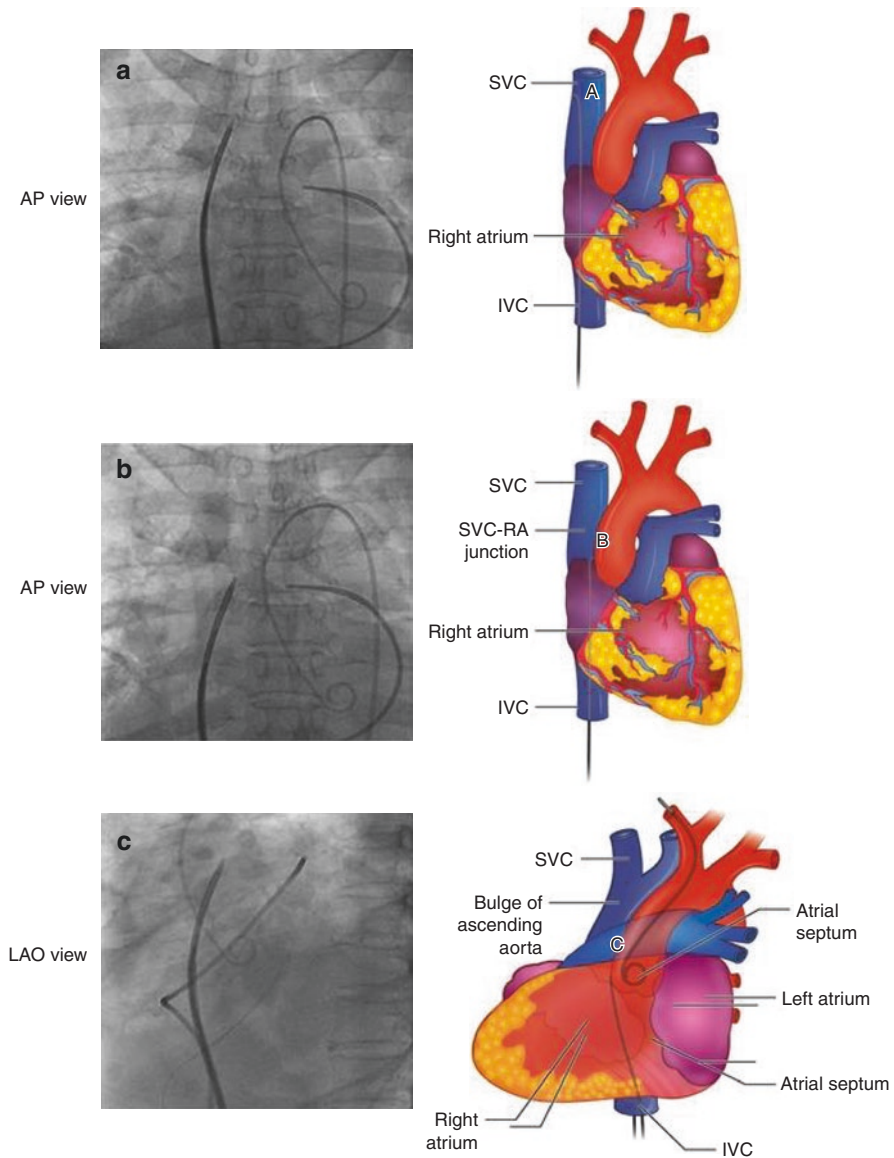 a
AP view
SVC
A
Right atrium
IVC
b
AP view
SVC
SVC-RA
junction
B
Right atrium
IVC
c
LAO view
SVC
Bulge of
ascending
aorta
C
Atrial
septum
Left atrium
Atrial septum
Right
atrium
IVC